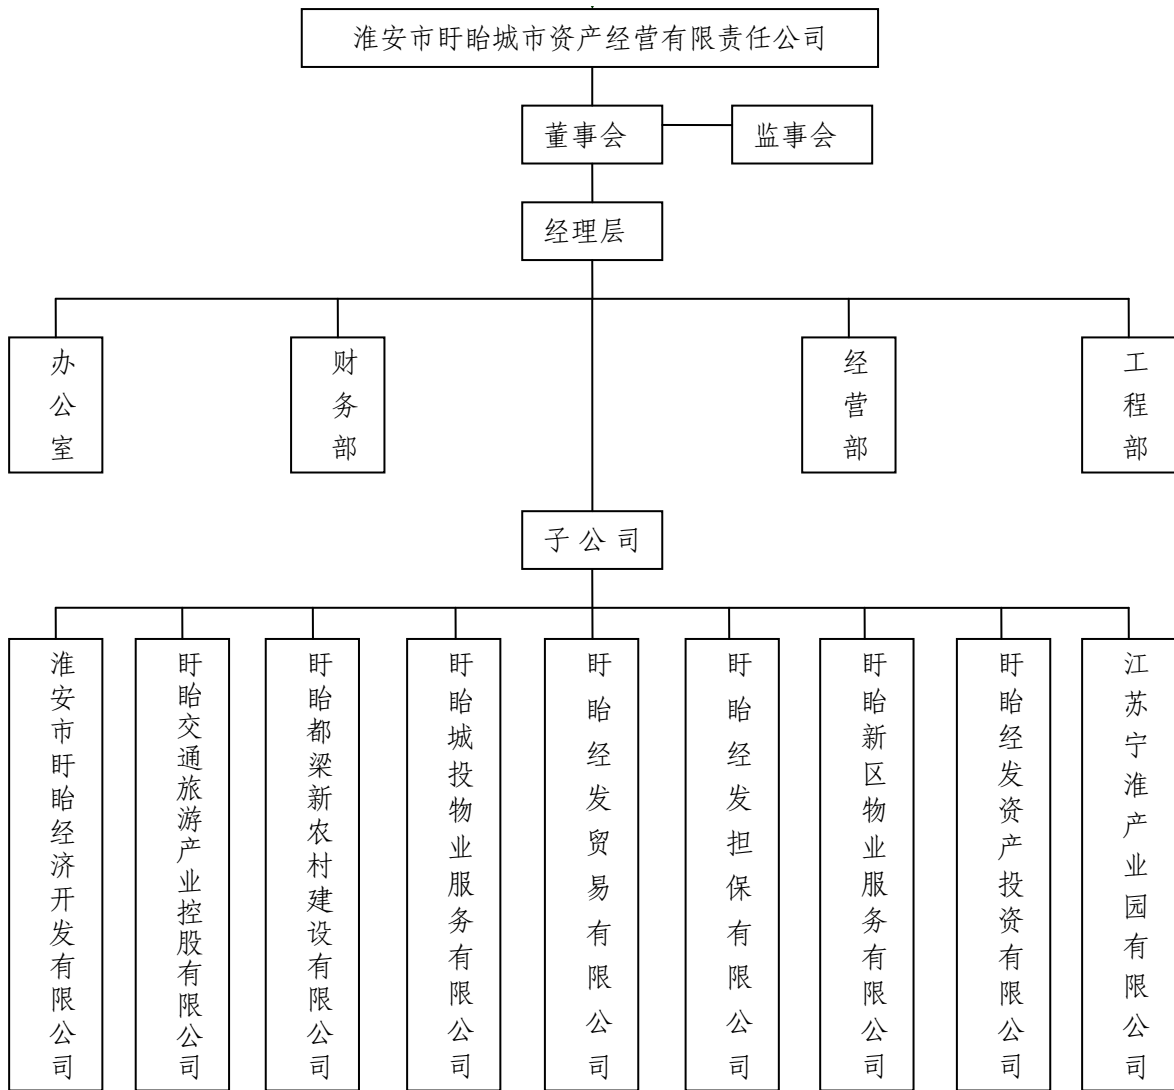 淮安市盱眙城市资产经营有限责任公司
董事会
监事会
经理层
办公室
财务部
经营部
工程部
子公司
淮安市盱眙经济开发有限公司
盱眙交通旅游产业控股有限公司
盱眙都梁新农村建设有限公司
盱眙城投物业服务有限公司
盱眙经发贸易有限公司
盱眙经发担保有限公司
盱眙新区物业服务有限公司
盱眙经发资产投资有限公司
江苏宁淮产业园有限公司